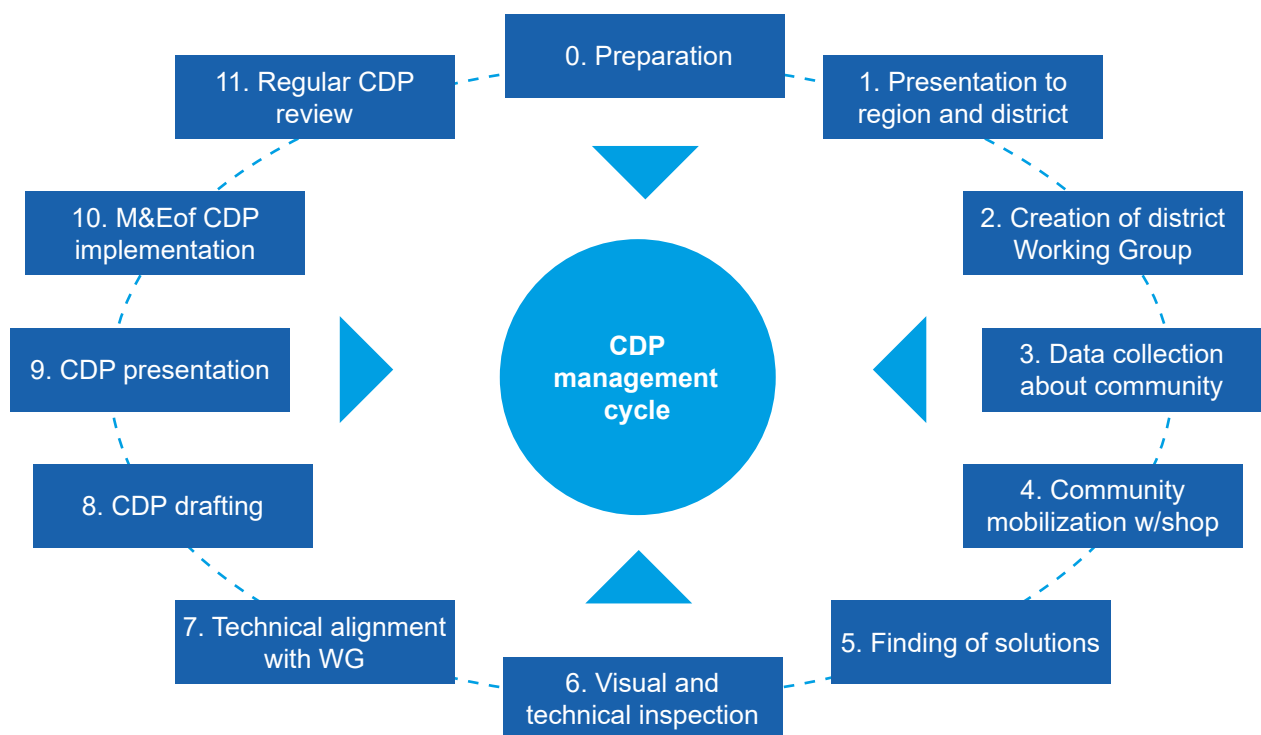 0. Preparation
1. Presentation to
region and district
2. Creation of district
Working Group
3. Data collection
about community
4. Community
mobilization w/shop
5. Finding of solutions
6. Visual and
technical inspection
7. Technical alignment
with WG
8. CDP drafting
9. CDP presentation
10. M&Eof CDP
implementation
11. Regular CDP
review
CDP
management
cycle